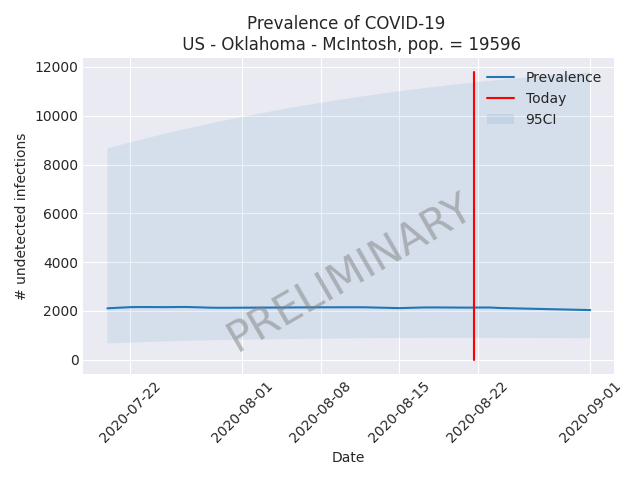 Prevalence of COVID-19
US - Oklahoma - McIntosh, pop. = 19596
12000
10000
8000
6000
4000
2000
0
# undetected infections
Prevalence
Today
95CI
PRELIMINARY
2020-07-22
2020-08-01
2020-08-08
2020-08-15
2020-08-22
2020-09-01
Date